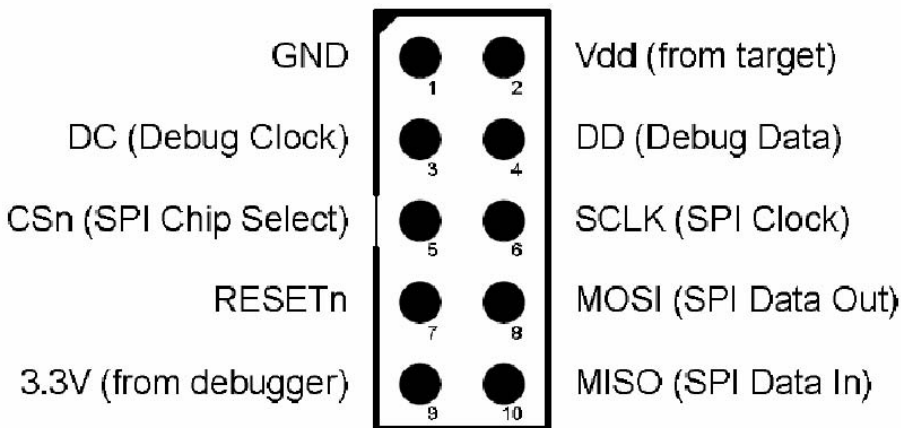 GND
Vdd (from target)
1
2
DC (Debug Clock)
DD (Debug Data)
3
4
CSn (SPI Chip Select)
SCLK (SPI Clock)
5
6
RESETn
MOSI (SPI Data Out)
7
8
3.3V (from debugger)
MISO (SPI Data In)
9
10